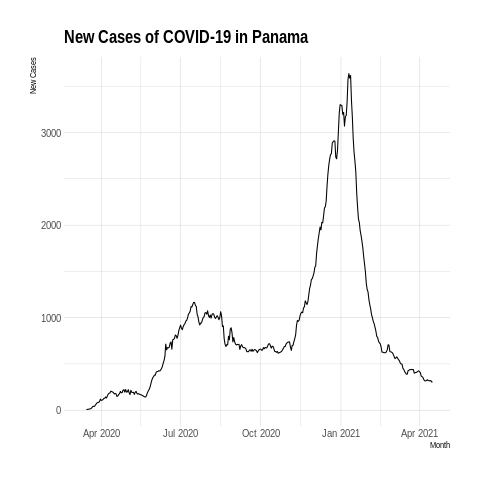 New Cases of COVID-19 in Panama
New Cases
3000
2000
1000
0
Apr 2020 Jul 2020 Oct 2020 Jan 2021 Apr 2021
Month